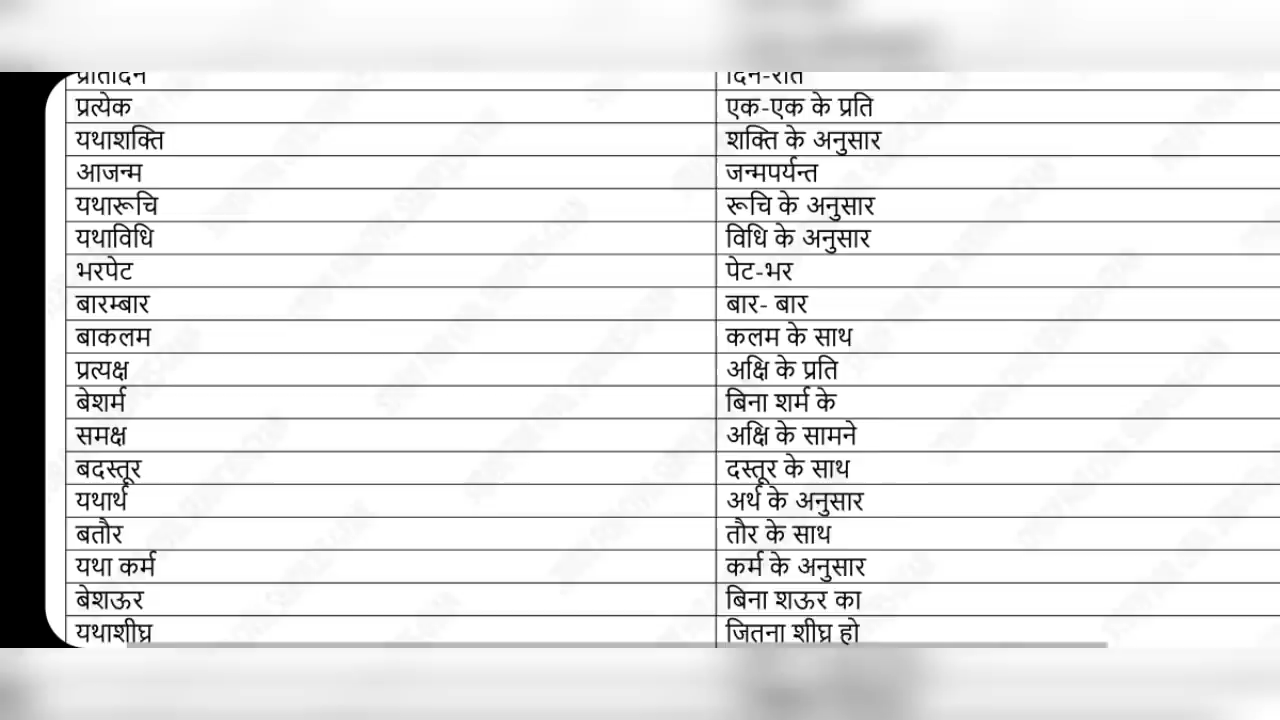 प्रतिदिन दिन-रात
प्रत्येक एक-एक के प्रति
यथाशक्ति शक्ति के अनुसार
आजन्म जन्मपर्यन्त
यथारूचि रूचि के अनुसार
यथाविधि विधि के अनुसार
भरपेट पेट-भर
बारम्बार बार- बार
बाकलम कलम के साथ
प्रत्यक्ष अक्षि के प्रति
बेशर्म बिना शर्म के
समक्ष अक्षि के सामने
बदस्तूर दस्तूर के साथ
यथार्थ अर्थ के अनुसार
बतौर तौर के साथ
यथा कर्म कर्म के अनुसार
बेशऊर बिना शऊर का
यथाशीघ्र जितना शीघ्र हो